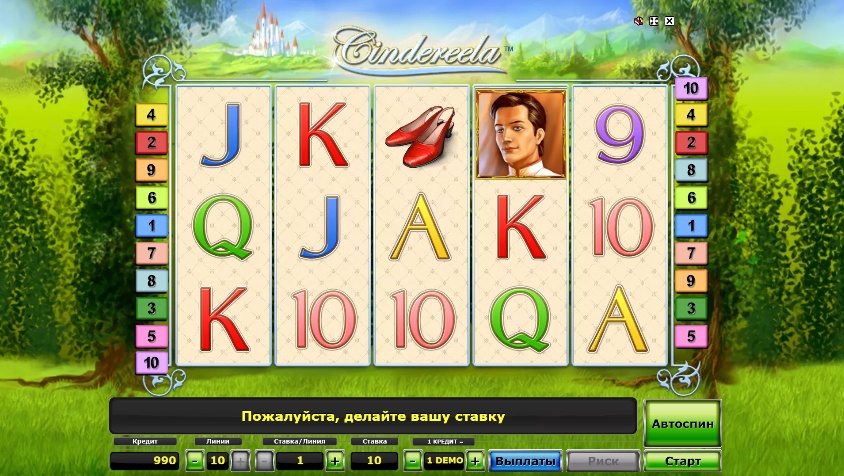 Cindereela™
10
4 4
2 2
9 8
6 6
1 1
7 7
8 9
3 3
5 5
10
J K 9
Q J A K 10
K 10 10 Q A
Пожалуйста, делайте вашу ставку
Автоспин
Кредит Линии Ставка/Линия Ставка 1 КРЕДИТ =
990 - 10 + - 1 + 10 - 1 DEMO + Выплаты Риск Старт